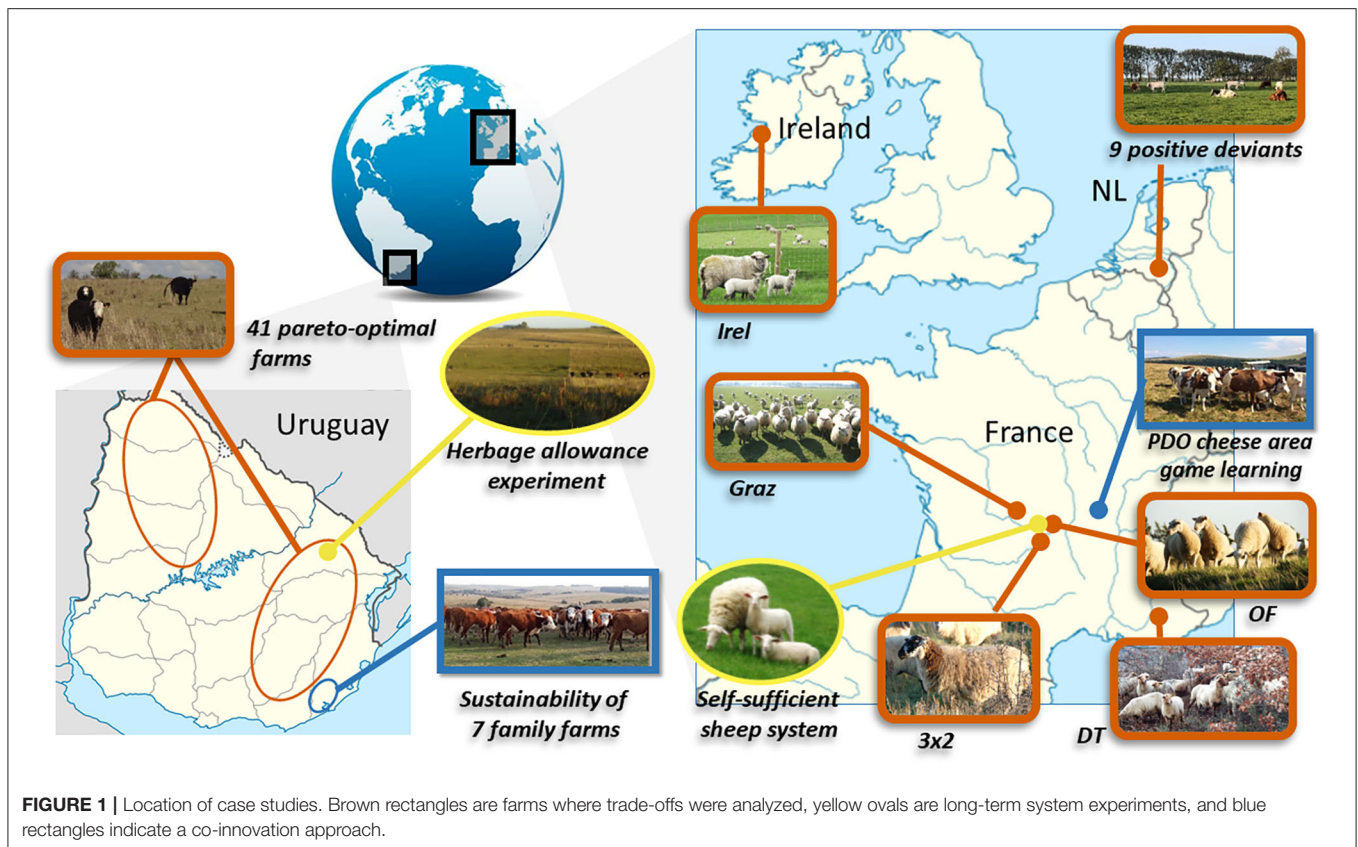 Ireland
9 positive deviants
NL
Irel
41 pareto-optimal
farms
Uruguay
Herbage allowance
experiment
France
PDO cheese area
game learning
Graz
OF
Sustainability of
7 family farms
Self-sufficient
sheep system
3x2
DT
FIGURE 1 | Location of case studies. Brown rectangles are farms where trade-offs were analyzed, yellow ovals are long-term system experiments, and blue
rectangles indicate a co-innovation approach.